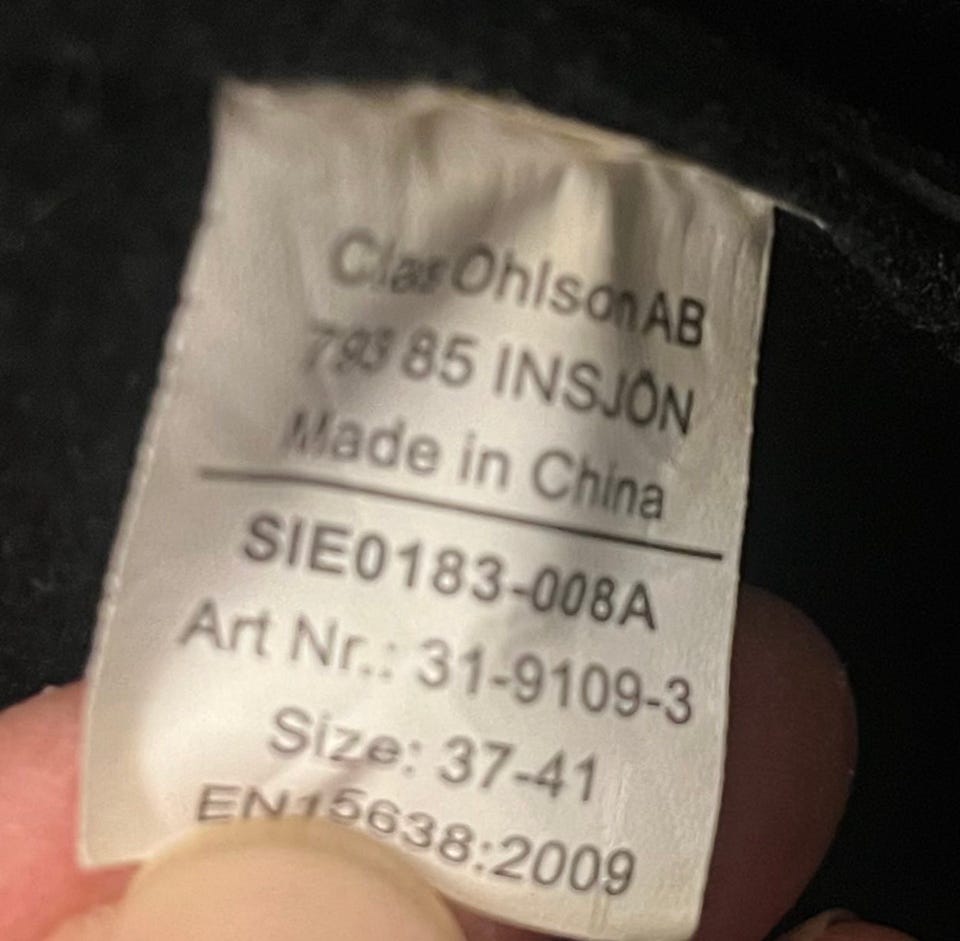 Clas Ohlson AB
793 85 INSJÖN
Made in China
SIE0183-008A
Art Nr.: 31-9109-3
Size: 37-41
EN15638:2009